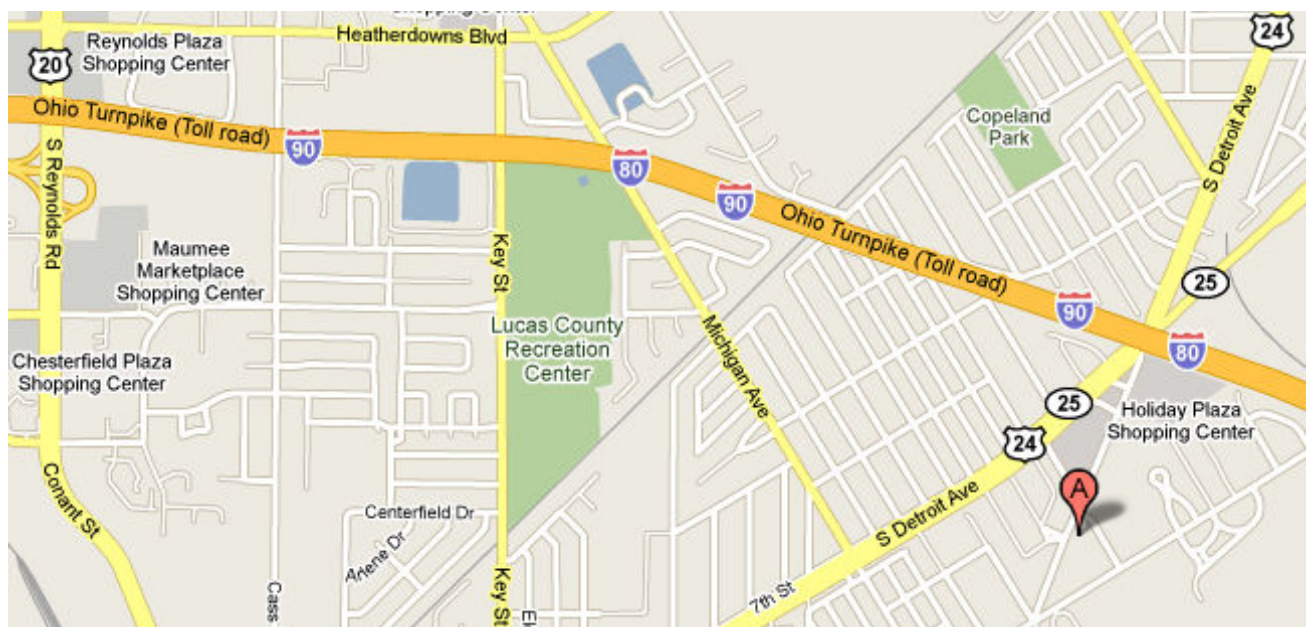 Shopping Center
Heatherdowns Blvd
24
Reynolds Plaza
Shopping Center
20
Ohio Turnpike (Toll road)
90
80
90
Copeland
Park
S Detroit Ave
S Reynolds Rd
Ohio Turnpike (Toll road)
Maumee
Marketplace
Shopping Center
Key St
25
90
80
Lucas County
Recreation
Center
Michigan Ave
Chesterfield Plaza
Shopping Center
25
24
Holiday Plaza
Shopping Center
A
Conant St
Centerfield Dr
S Detroit Ave
Arlene Dr
Cass
Key St
7th St